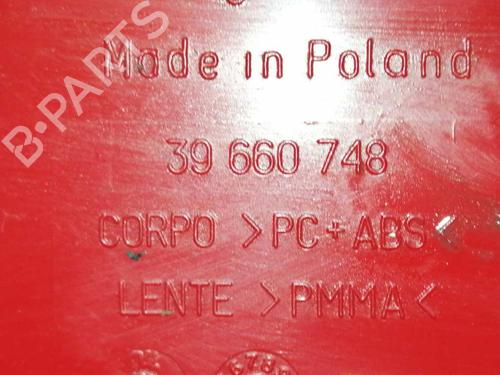 B-PARTS
Made in Poland
39 660 748
CORPO >PC+ABS<
LENTE >PMMA<